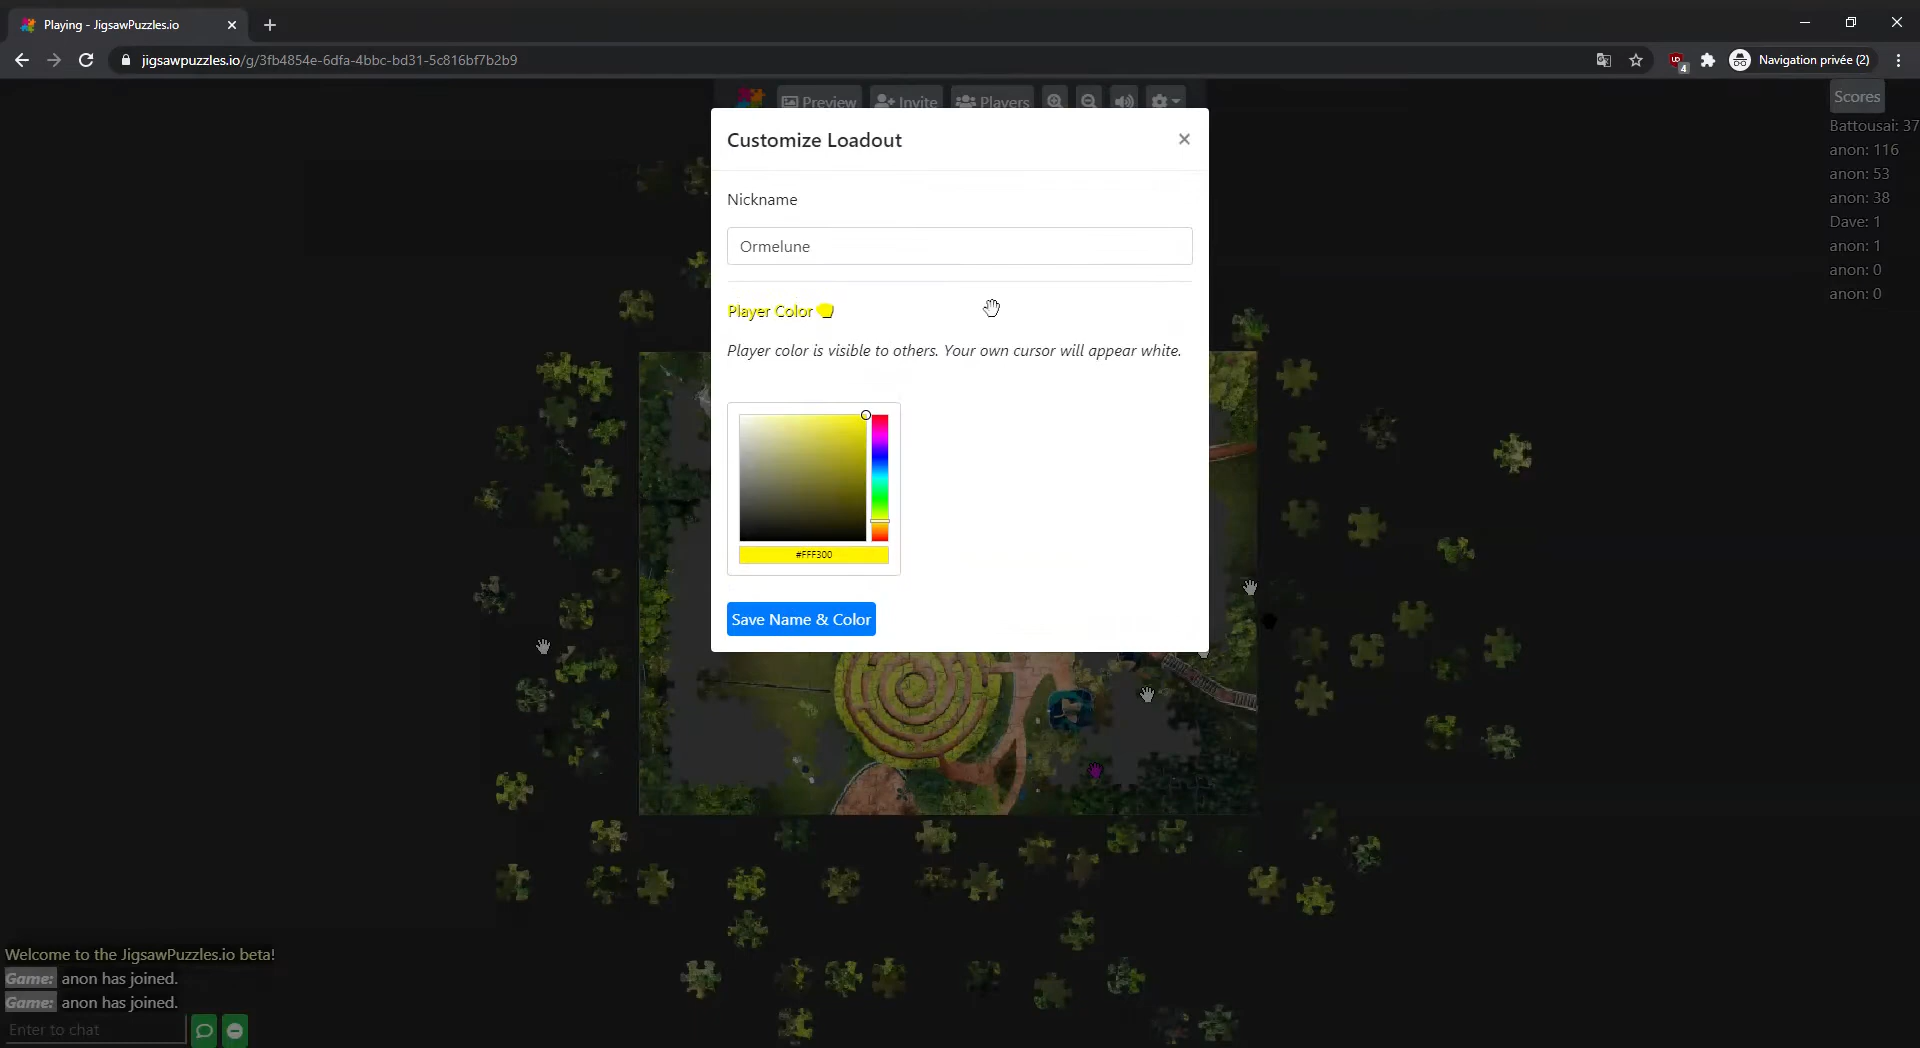 Playing - JigsawPuzzles.io
jigsawpuzzles.io/g/3fb4854e-6dfa-4bbc-bd31-5c816bf7b2b9
4
Navigation privée (2)
Preview
Invite
Players
Scores
Battousai: 37
anon: 116
anon: 53
anon: 38
Dave: 1
anon: 1
anon: 0
anon: 0
Customize Loadout
Nickname
Ormelune
Player Color
Player color is visible to others. Your own cursor will appear white.
#FFF300
Save Name & Color
Welcome to the JigsawPuzzles.io beta!
Game: anon has joined.
Game: anon has joined.
Enter to chat